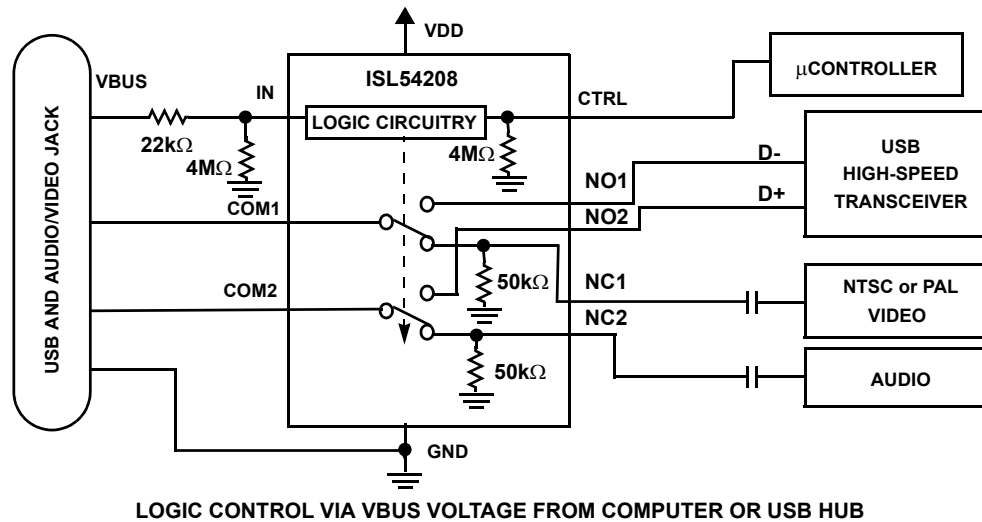 VDD
ISL54208
VBUS
IN
LOGIC CIRCUITRY
CTRL
µCONTROLLER
22kΩ
4MΩ
4MΩ
USB AND AUDIO/VIDEO JACK
NO1
D-
USB
HIGH-SPEED
TRANSCEIVER
D+
NO2
COM1
COM2
50kΩ
NC1
NTSC or PAL
VIDEO
NC2
50kΩ
AUDIO
GND
LOGIC CONTROL VIA VBUS VOLTAGE FROM COMPUTER OR USB HUB